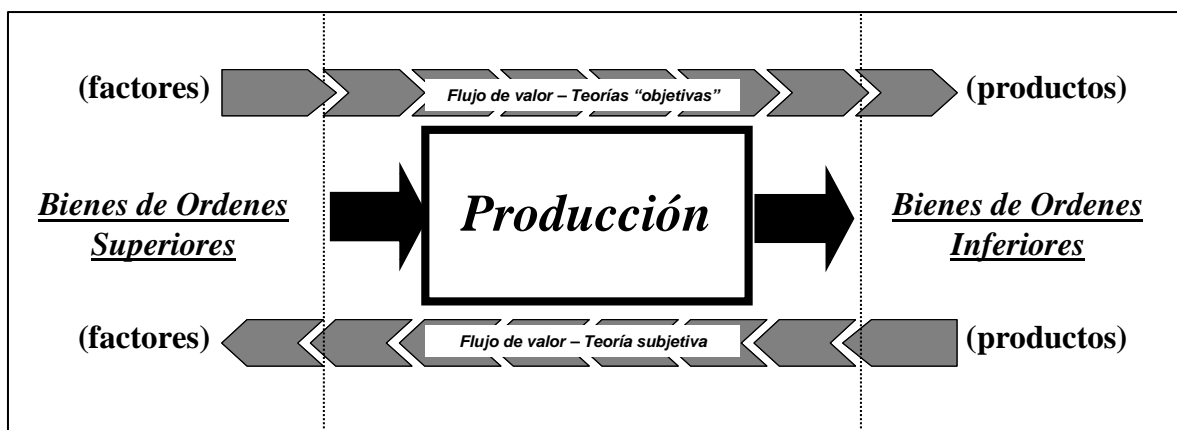 (factores)
Flujo de valor – Teorías “objetivas”
(productos)
Bienes de Ordenes
Superiores
Producción
Bienes de Ordenes
Inferiores
(factores)
Flujo de valor – Teoría subjetiva
(productos)